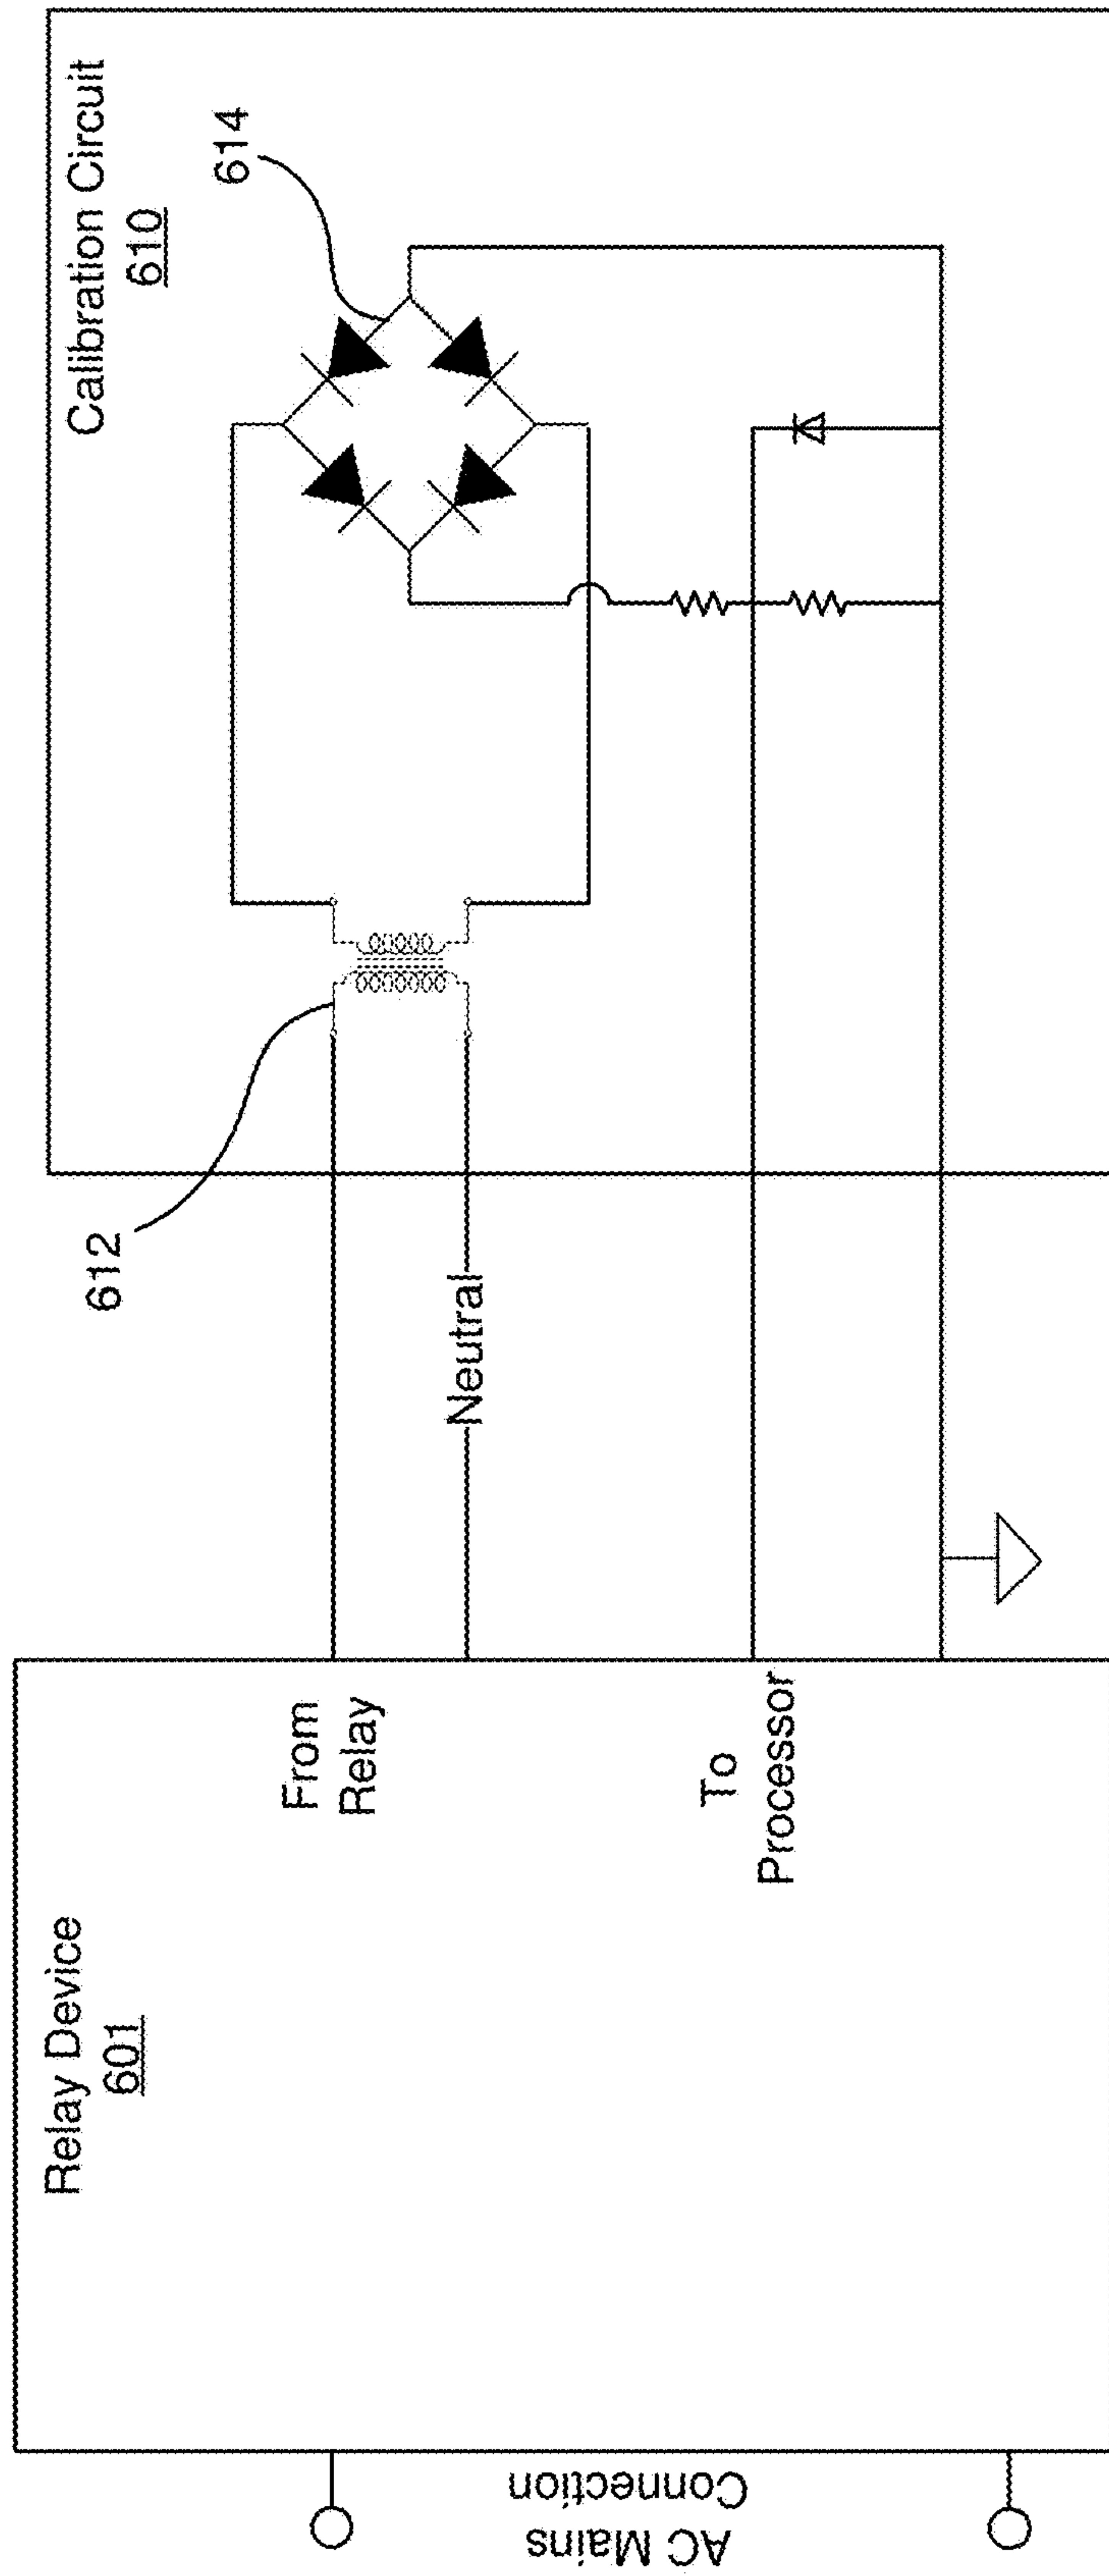 Calibration Circuit
610
614
612
Neutral
Relay Device
601
From
Relay
To
Processor
AC Mains
Connection